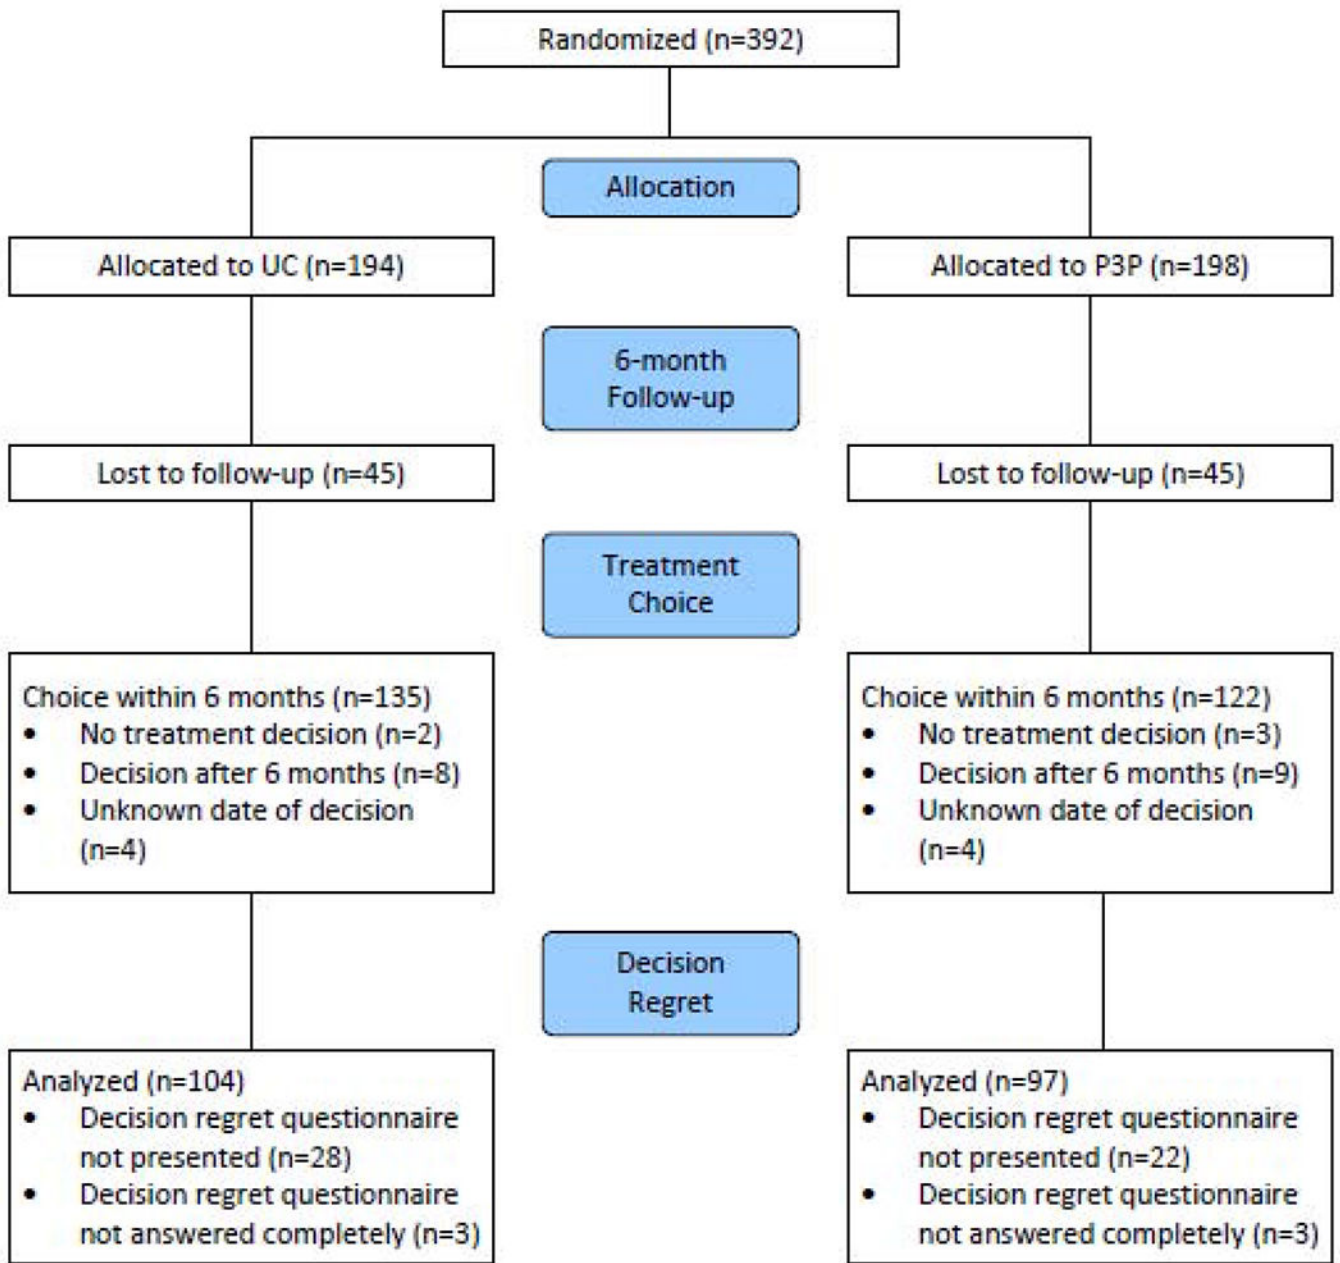 Randomized (n=392)
Allocation
Allocated to UC (n=194)
Allocated to P3P (n=198)
6-month
Follow-up
Lost to follow-up (n=45)
Lost to follow-up (n=45)
Treatment
Choice
Choice within 6 months (n=135)
• No treatment decision (n=2)
• Decision after 6 months (n=8)
• Unknown date of decision
(n=4)
Choice within 6 months (n=122)
• No treatment decision (n=3)
• Decision after 6 months (n=9)
• Unknown date of decision
(n=4)
Decision
Regret
Analyzed (n=104)
• Decision regret questionnaire
not presented (n=28)
• Decision regret questionnaire
not answered completely (n=3)
Analyzed (n=97)
• Decision regret questionnaire
not presented (n=22)
• Decision regret questionnaire
not answered completely (n=3)